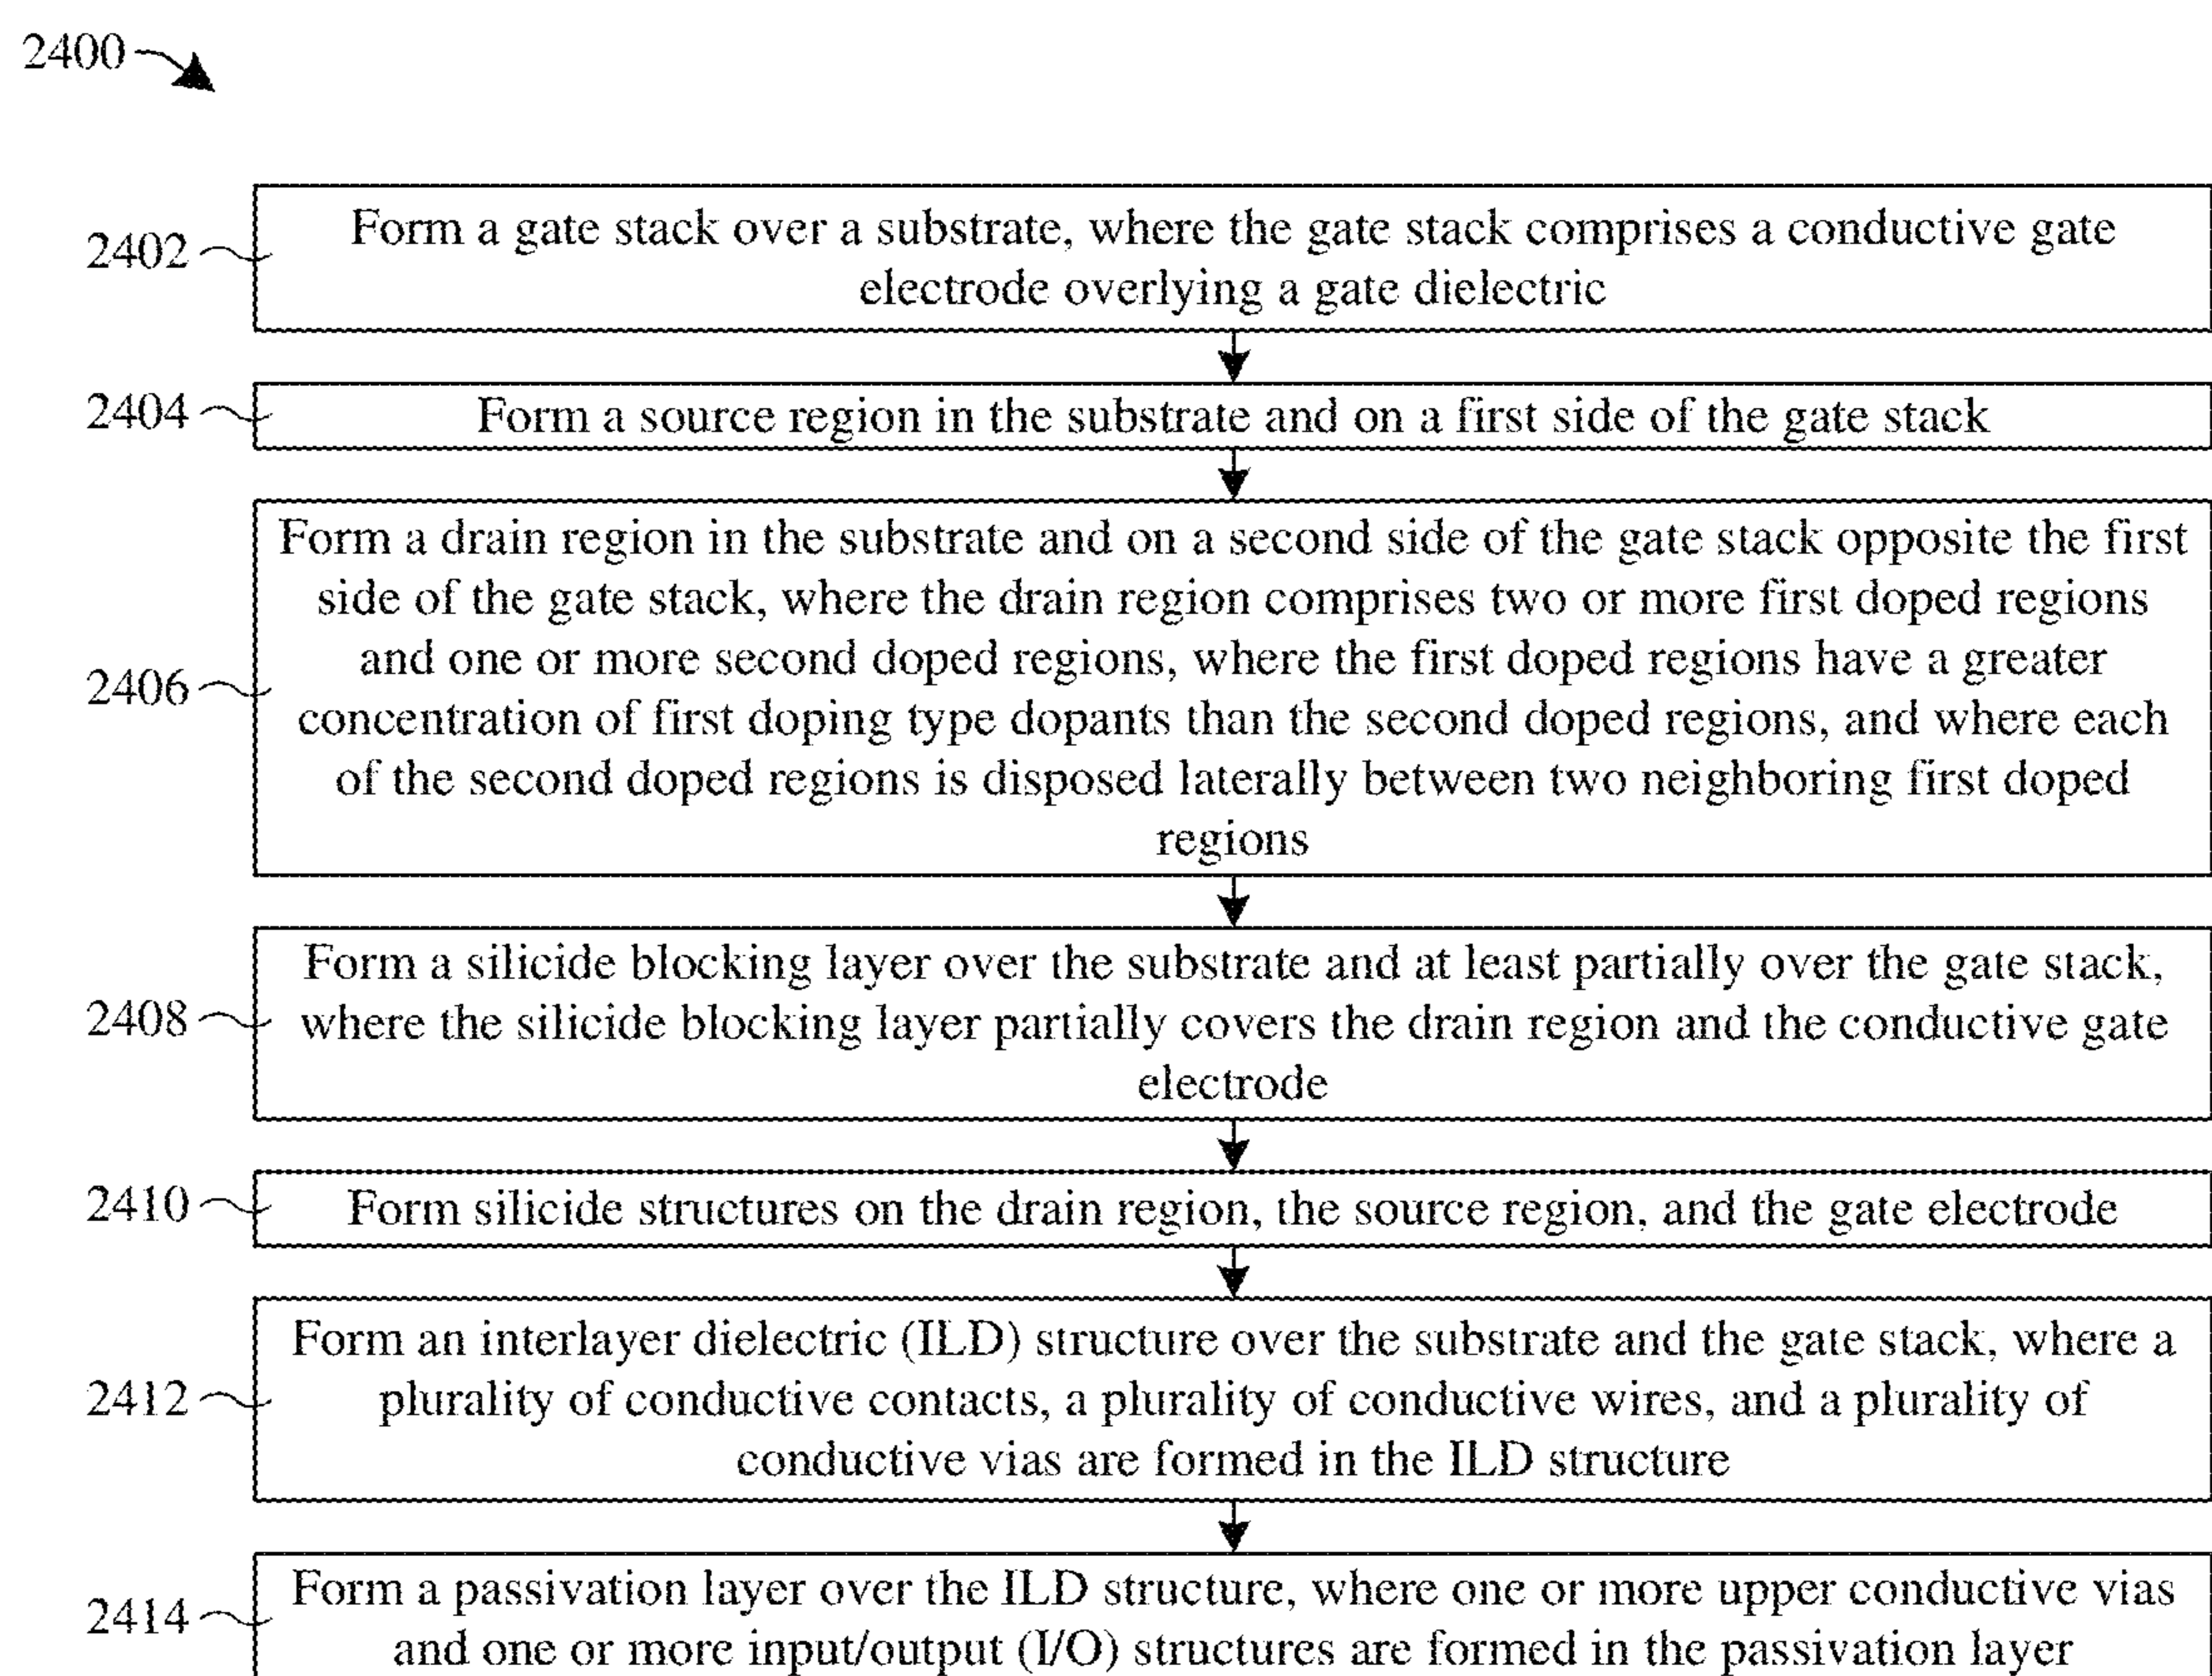 2400
2402
Form a gate stack over a substrate, where the gate stack comprises a conductive gate
electrode overlying a gate dielectric
2404
Form a source region in the substrate and on a first side of the gate stack
2406
Form a drain region in the substrate and on a second side of the gate stack opposite the first
side of the gate stack, where the drain region comprises two or more first doped regions
and one or more second doped regions, where the first doped regions have a greater
concentration of first doping type dopants than the second doped regions, and where each
of the second doped regions is disposed laterally between two neighboring first doped
regions
2408
Form a silicide blocking layer over the substrate and at least partially over the gate stack,
where the silicide blocking layer partially covers the drain region and the conductive gate
electrode
2410
Form silicide structures on the drain region, the source region, and the gate electrode
2412
Form an interlayer dielectric (ILD) structure over the substrate and the gate stack, where a
plurality of conductive contacts, a plurality of conductive wires, and a plurality of
conductive vias are formed in the ILD structure
2414
Form a passivation layer over the ILD structure, where one or more upper conductive vias
and one or more input/output (I/O) structures are formed in the passivation layer